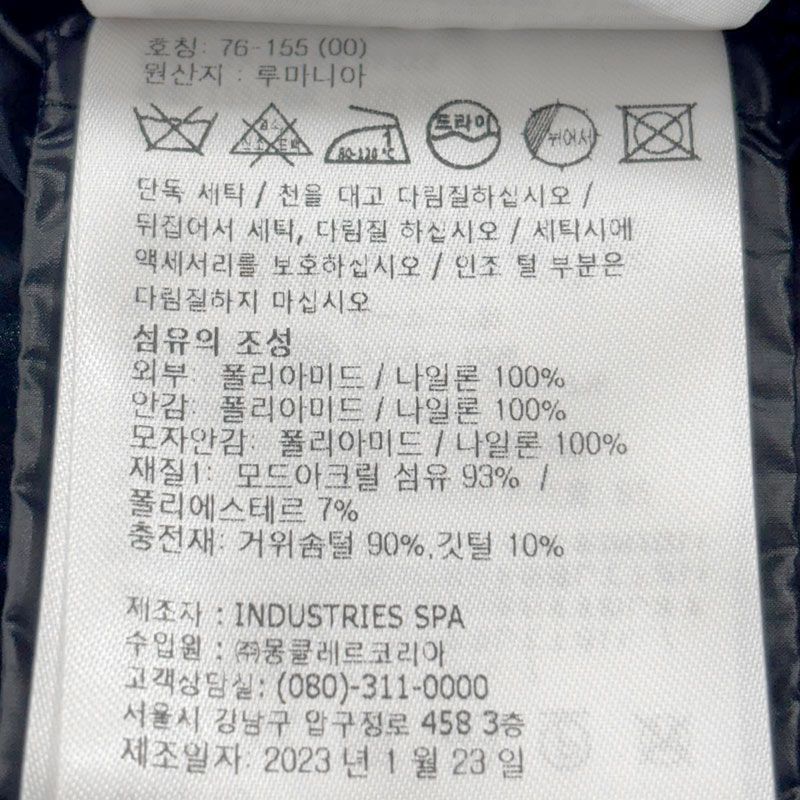 호칭: 76-155 (00)
원산지 : 루마니아
1
80-120 °C
드라이
뉘어서
단독 세탁 / 천을 대고 다림질하십시오 /
뒤집어서 세탁, 다림질 하십시오 / 세탁시에
액세서리를 보호하십시오 / 인조 털 부분은
다림질하지 마십시오
섬유의 조성
외부: 폴리아미드 / 나일론 100%
안감: 폴리아미드 / 나일론 100%
모자안감: 폴리아미드 / 나일론 100%
재질1: 모드아크릴 섬유 93% /
폴리에스테르 7%
충전재: 거위솜털 90%,깃털 10%
제조자 : INDUSTRIES SPA
수입원 : ㈜몽클레르코리아
고객상담실: (080)-311-0000
서울시 강남구 압구정로 458 3층
제조일자: 2023 년 1 월 23 일